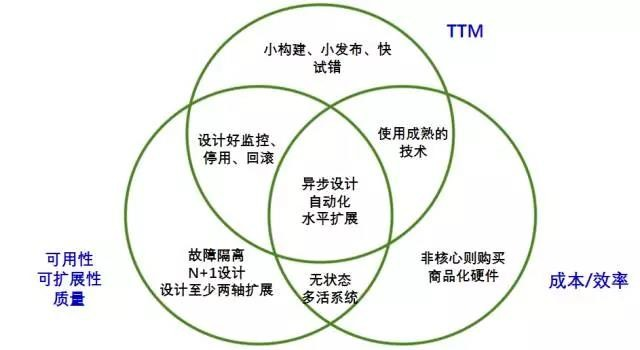 TTM
小构建、小发布、快
试错
设计好监控、
停用、回滚
使用成熟的
技术
异步设计
自动化
水平扩展
可用性
可扩展性
质量
故障隔离
N+1设计
设计至少两轴扩展
无状态
多活系统
非核心则购买
商品化硬件
成本/效率